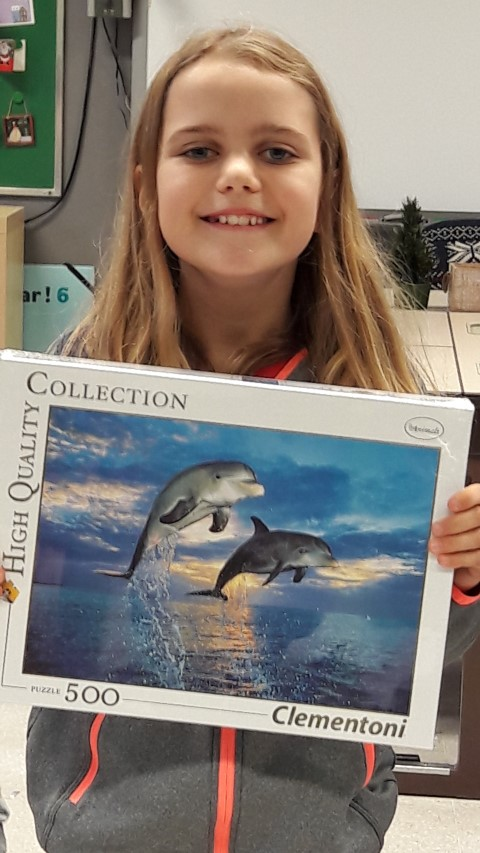 ar! 6
COLLECTION
HIGH QUALITY
PUZZLE 500
Clementoni